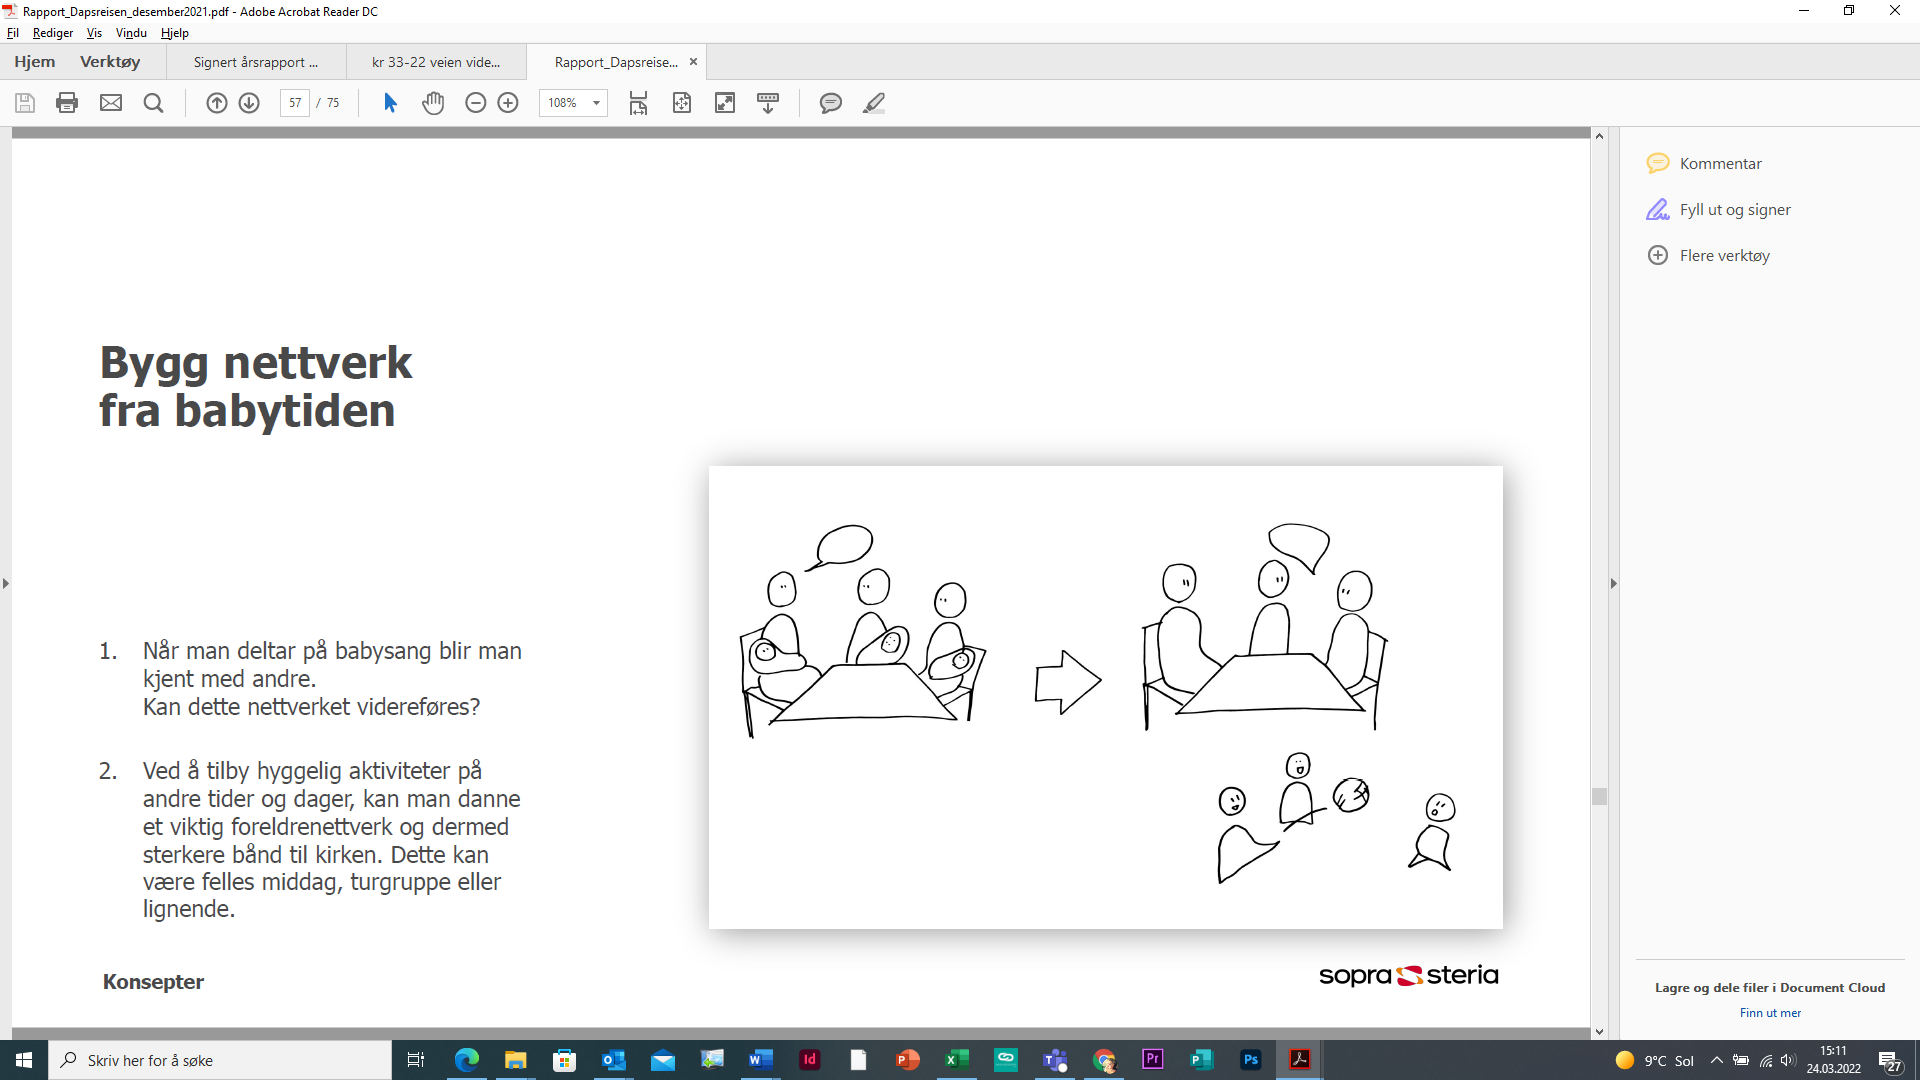 Rapport_Dapsreisen_desember2021.pdf - Adobe Acrobat Reader DC
Fil Rediger Vis Vindu Hjelp
Hjem Verktøy Signert årsrapport ... kr 33-22 veien vide... Rapport_Dapsreise... ×
57 / 75 108%
Kommentar
Fyll ut og signer
Flere verktøy
Bygg nettverk
fra babytiden
1. Når man deltar på babysang blir man
kjent med andre.
Kan dette nettverket videreføres?
2. Ved å tilby hyggelig aktiviteter på
andre tider og dager, kan man danne
et viktig foreldrenettverk og dermed
sterkere bånd til kirken. Dette kan
være felles middag, turgruppe eller
lignende.
Konsepter
sopra steria
Lagre og dele filer i Document Cloud
Finn ut mer
Skriv her for å søke
Id
Pr
Ps
9°C Sol
15:11
24.03.2022
27